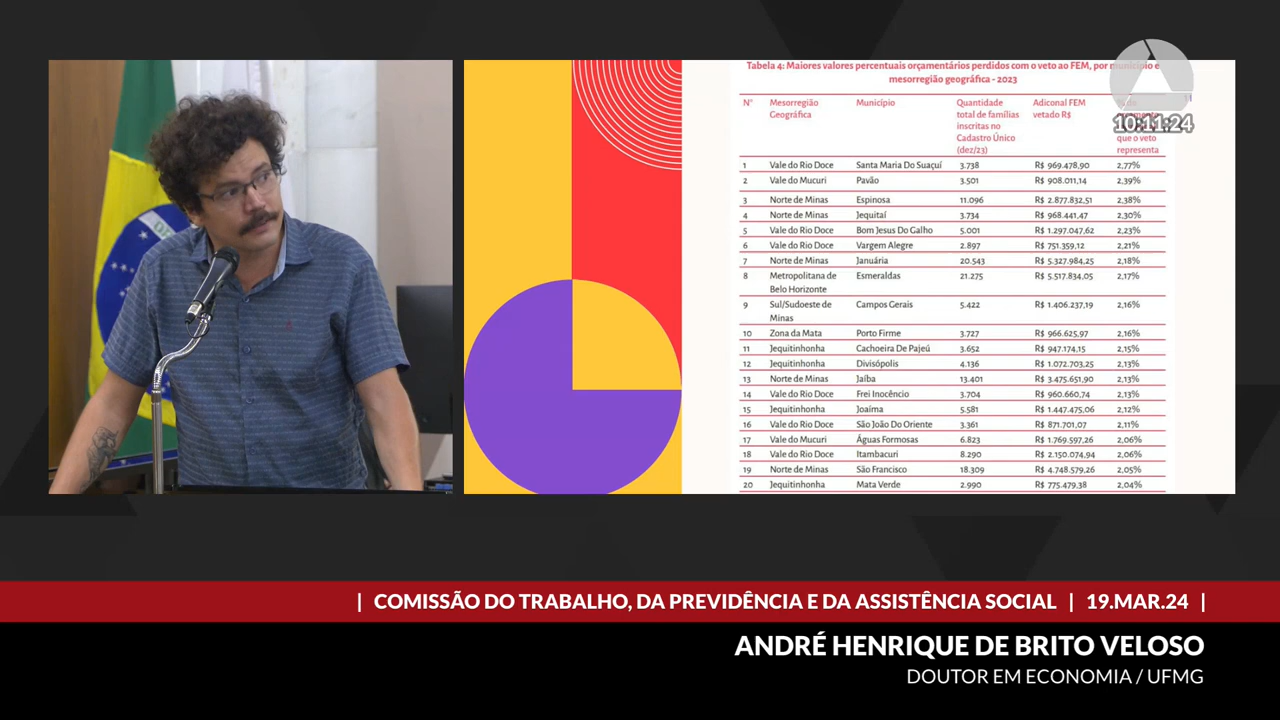 Tabela 4: Maiores valores percentuais orçamentários perdidos com o veto ao FEM, por município e
mesorregião geográfica - 2023
10:11:24
N° Mesorregião Geográfica Município Quantidade total de famílias inscritas no Cadastro Único (dez/23) Adiconal FEM vetado R$ que o veto representa
1 Vale do Rio Doce Santa Maria Do Suaçuí 3.738 R$ 969.478,90 2,77%
2 Vale do Mucuri Pavão 3.501 R$ 908.011,14 2,39%
3 Norte de Minas Espinosa 11.096 R$ 2.877.832,51 2,38%
4 Norte de Minas Jequitaí 3.734 R$ 968.441,47 2,30%
5 Vale do Rio Doce Bom Jesus Do Galho 5.001 R$ 1.297.047,62 2,23%
6 Vale do Rio Doce Vargem Alegre 2.897 R$ 751.359,12 2,21%
7 Norte de Minas Januária 20.543 R$ 5.327.984,25 2,18%
8 Metropolitana de Belo Horizonte Esmeraldas 21.275 R$ 5.517.834,05 2,17%
9 Sul/Sudoeste de Minas Campos Gerais 5.422 R$ 1.406.237,19 2,16%
10 Zona da Mata Porto Firme 3.727 R$ 966.625,97 2,16%
11 Jequitinhonha Cachoeira De Pajeú 3.652 R$ 947.174,15 2,15%
12 Jequitinhonha Divisópolis 4.136 R$ 1.072.703,25 2,13%
13 Norte de Minas Jaíba 13.401 R$ 3.475.651,90 2,13%
14 Vale do Rio Doce Frei Inocêncio 3.704 R$ 960.660,74 2,13%
15 Jequitinhonha Joaíma 5.581 R$ 1.447.475,06 2,12%
16 Vale do Rio Doce São João Do Oriente 3.361 R$ 871.701,07 2,11%
17 Vale do Mucuri Águas Formosas 6.823 R$ 1.769.597,26 2,06%
18 Vale do Rio Doce Itambacuri 8.290 R$ 2.150.074,94 2,06%
19 Norte de Minas São Francisco 18.309 R$ 4.748.579,26 2,05%
20 Jequitinhonha Mata Verde 2.990 R$ 775.479,38 2,04%
| COMISSÃO DO TRABALHO, DA PREVIDÊNCIA E DA ASSISTÊNCIA SOCIAL | 19.MAR.24 |
ANDRÉ HENRIQUE DE BRITO VELOSO
DOUTOR EM ECONOMIA / UFMG